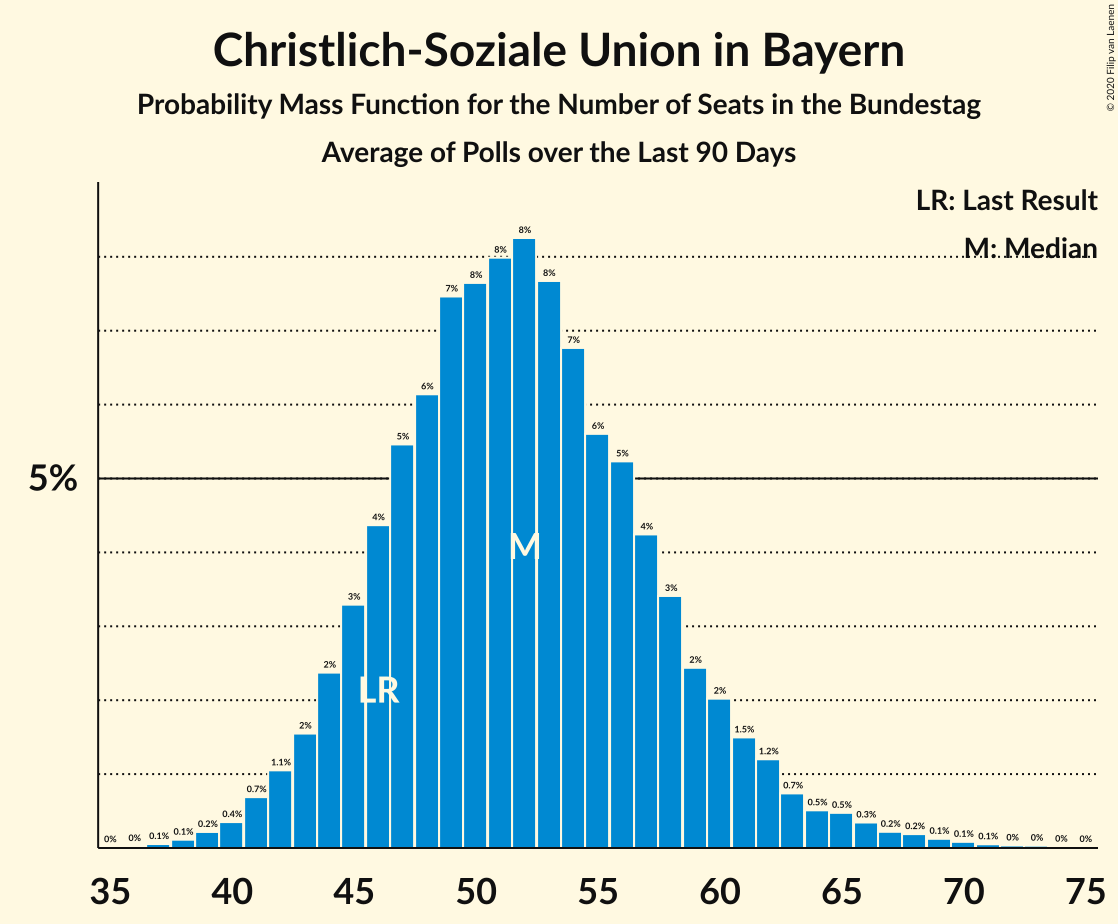 Christlich-Soziale Union in Bayern
Probability Mass Function for the Number of Seats in the Bundestag
Average of Polls over the Last 90 Days
© 2020 Filip van Laenen
LR: Last Result
M: Median
5%
0% 0% 0.1% 0.1% 0.2% 0.4% 0.7% 1.1% 2% 2% 3% 4% 5% 6% 7% 8% 8% 8% 8% 7% 6% 5% 4% 3% 2% 2% 1.5% 1.2% 0.7% 0.5% 0.5% 0.3% 0.2% 0.2% 0.1% 0.1% 0.1% 0% 0% 0% 0%
M
LR
35 40 45 50 55 60 65 70 75